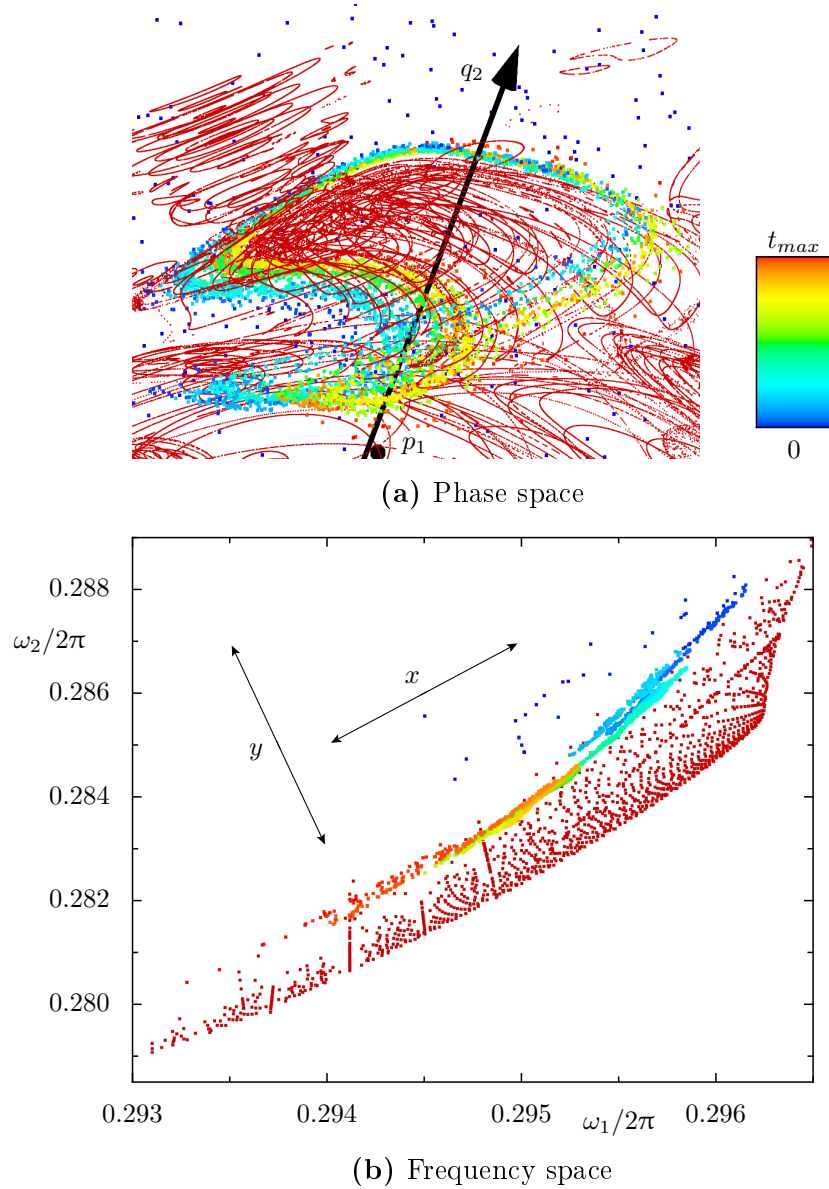 q₂
p₁
t_max
0
(a) Phase space
0.288
ω₂/2π
0.286
0.284
0.282
0.280
x
y
0.293
0.294
0.295
ω₁/2π
0.296
(b) Frequency space